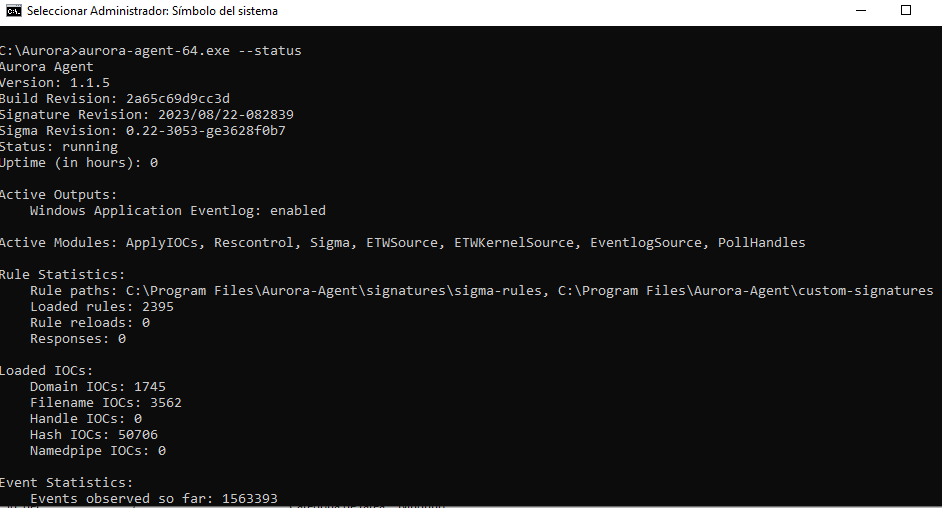 Seleccionar Administrador: Símbolo del sistema
C:\Aurora>aurora-agent-64.exe --status
Aurora Agent
Version: 1.1.5
Build Revision: 2a65c69d9cc3d
Signature Revision: 2023/08/22-082839
Sigma Revision: 0.22-3053-ge3628f0b7
Status: running
Uptime (in hours): 0
Active Outputs:
    Windows Application Eventlog: enabled
Active Modules: ApplyIOCs, Rescontrol, Sigma, ETWSource, ETWKernelSource, EventlogSource, PollHandles
Rule Statistics:
    Rule paths: C:\Program Files\Aurora-Agent\signatures\sigma-rules, C:\Program Files\Aurora-Agent\custom-signatures
    Loaded rules: 2395
    Rule reloads: 0
    Responses: 0
Loaded IOCs:
    Domain IOCs: 1745
    Filename IOCs: 3562
    Handle IOCs: 0
    Hash IOCs: 50706
    Namedpipe IOCs: 0
Event Statistics:
    Events observed so far: 1563393